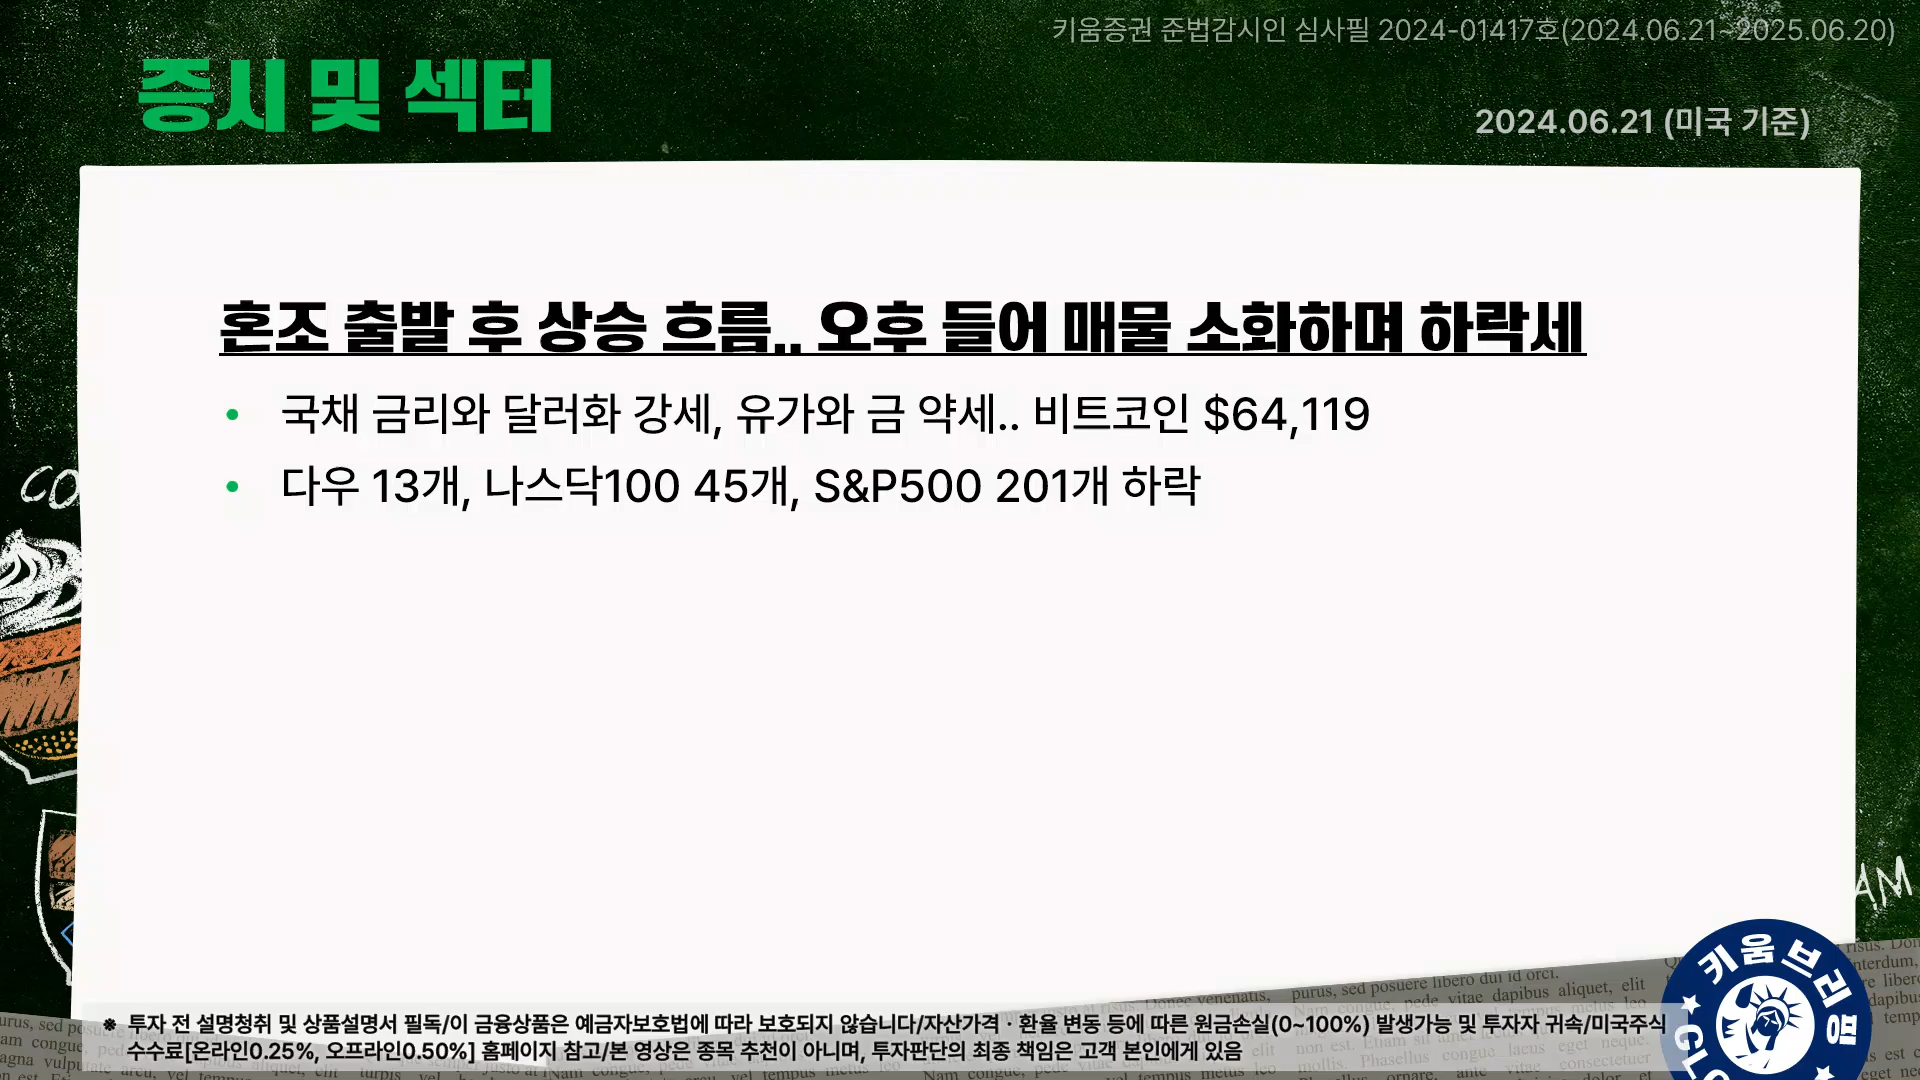 키움증권 준법감시인 심사필 2024-01417호(2024.06.21~2025.06.20)
증시 및 섹터
2024.06.21 (미국 기준)
혼조 출발 후 상승 흐름.. 오후 들어 매물 소화하며 하락세
• 국채 금리와 달러화 강세, 유가와 금 약세.. 비트코인 $64,119
• 다우 13개, 나스닥100 45개, S&P500 201개 하락
CO
AM
키움 브리핑
purus, sed posuere libero dui id orci.
※ 투자 전 설명청취 및 상품설명서 필독/이 금융상품은 예금자보호법에 따라 보호되지 않습니다/자산가격 · 환율 변동 등에 따른 원금손실(0~100%) 발생가능 및 투자자 귀속/미국주식
수수료[온라인0.25%, 오프라인0.50%] 홈페이지 참고/본 영상은 종목 추천이 아니며, 투자판단의 최종 책임은 고객 본인에게 있음